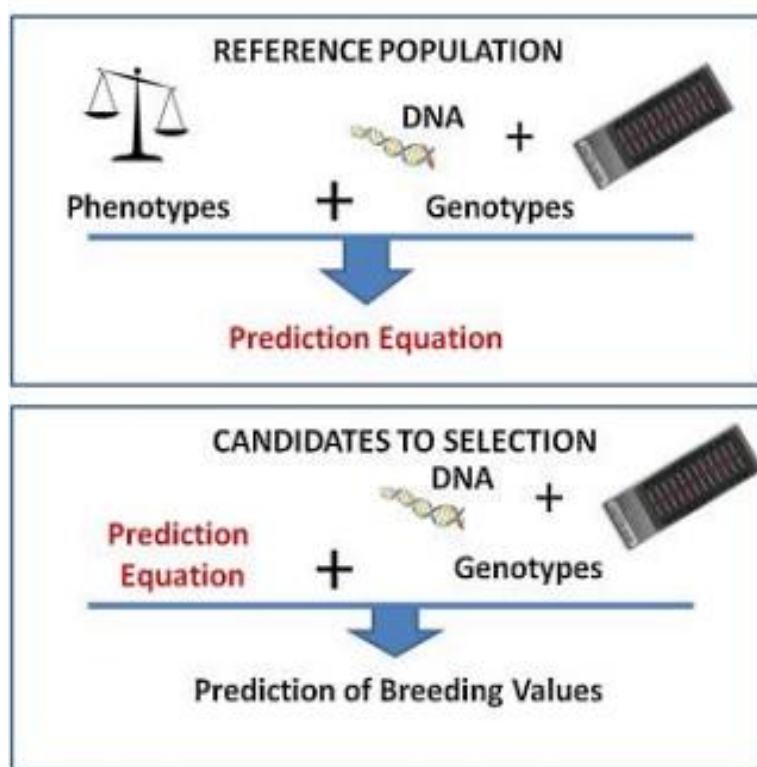 REFERENCE POPULATION
DNA +
Phenotypes + Genotypes
Prediction Equation
CANDIDATES TO SELECTION
DNA +
Prediction
Equation + Genotypes
Prediction of Breeding Values